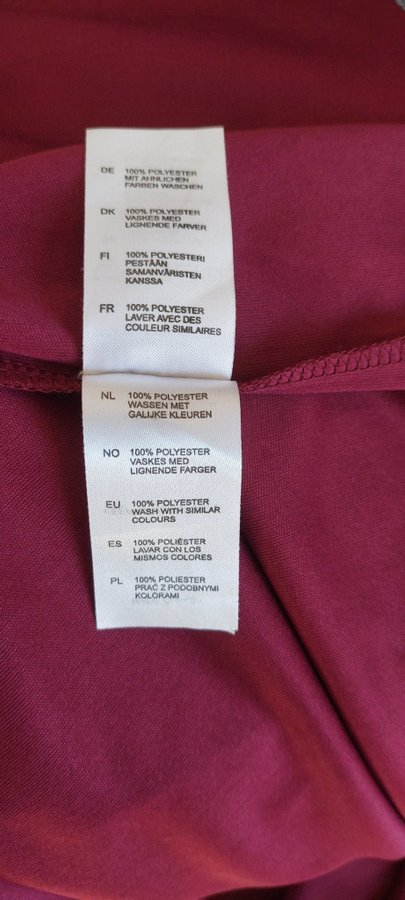 DE 100% POLYESTER
MIT ÄHNLICHEN
FARBEN WASCHEN
DK 100% POLYESTER
VASKES MED
LIGNENDE FARVER
FI 100% POLYESTERI
PESTÄÄN
SAMANVÄRISTEN
KANSSA
FR 100% POLYESTER
LAVER AVEC DES
COULEUR SIMILAIRES
NL 100% POLYESTER
WASSEN MET
GALIJKE KLEUREN
NO 100% POLYESTER
VASKES MED
LIGNENDE FARGER
EU 100% POLYESTER
WASH WITH SIMILAR
COLOURS
ES 100% POLIÉSTER
LAVAR CON LOS
MISMOS COLORES
PL 100% POLIESTER
PRAĆ Z PODOBNYMI
KOLORAMI